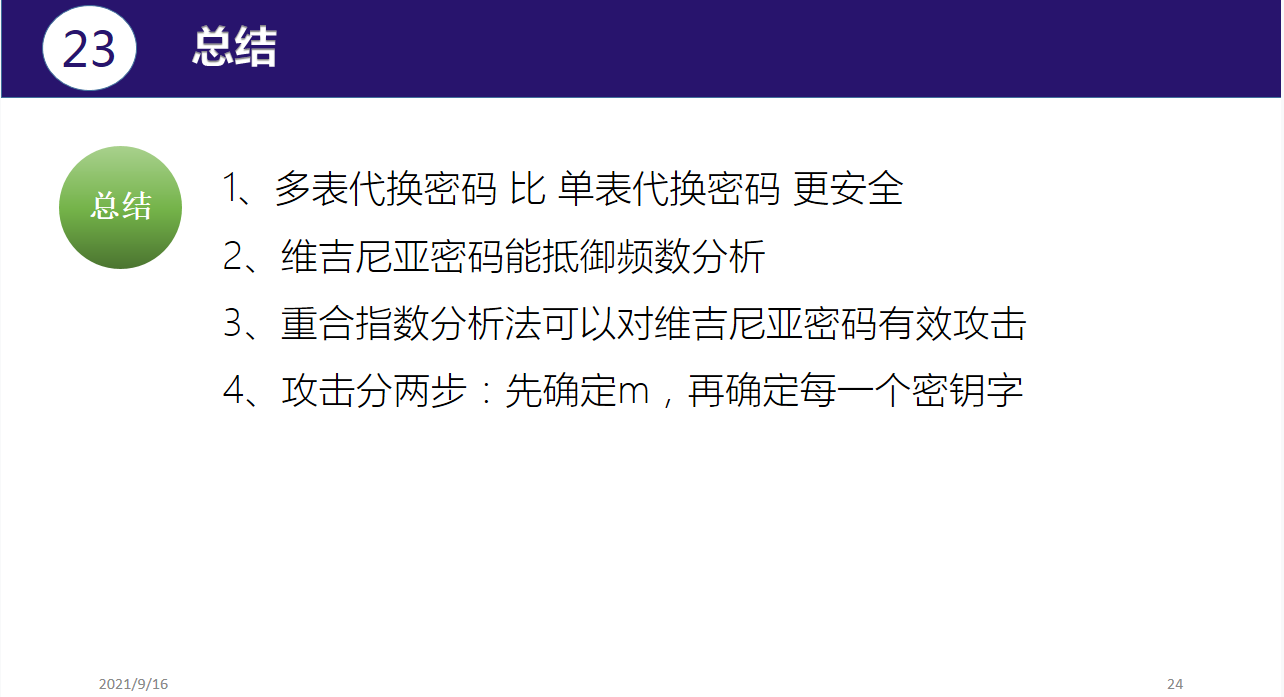 23
总结
总结
1、多表代换密码 比 单表代换密码 更安全
2、维吉尼亚密码能抵御频数分析
3、重合指数分析法可以对维吉尼亚密码有效攻击
4、攻击分两步：先确定m，再确定每一个密钥字
2021/9/16
24